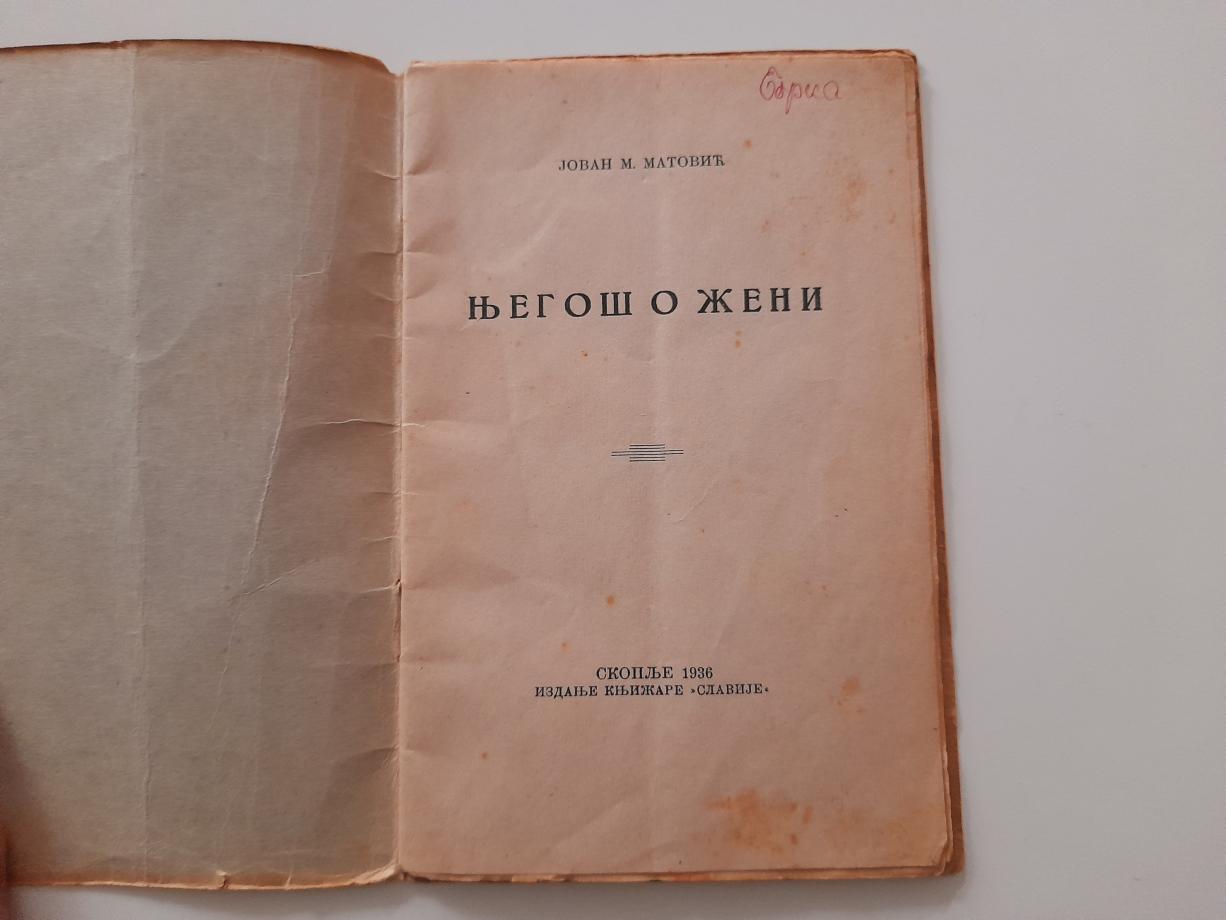 ЈОВАН М. МАТОВИЋ
ЊЕГОШ О ЖЕНИ
СКОПЉЕ 1936
ИЗДАЊЕ КЊИЖАРЕ »СЛАВИЈЕ«